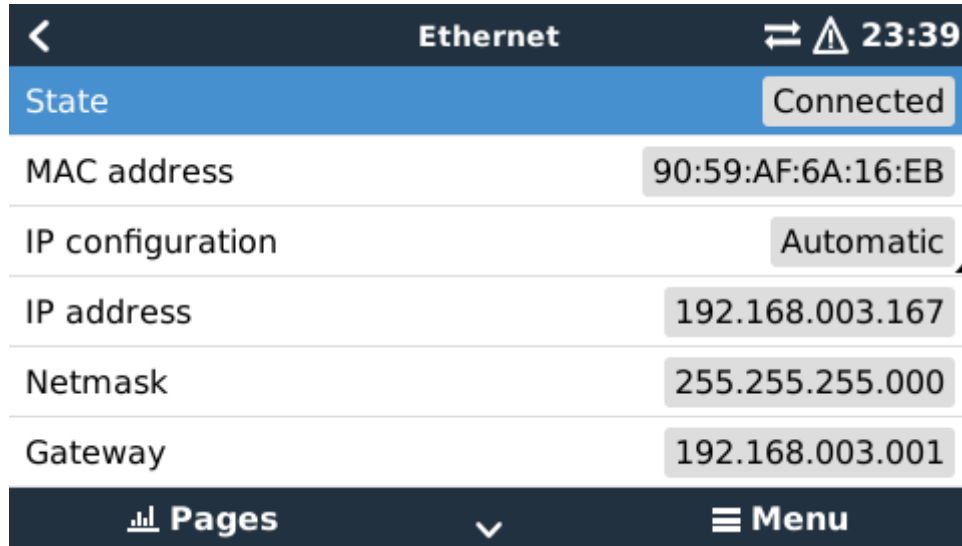 Ethernet 23:39
State Connected
MAC address 90:59:AF:6A:16:EB
IP configuration Automatic
IP address 192.168.003.167
Netmask 255.255.255.000
Gateway 192.168.003.001
Pages Menu